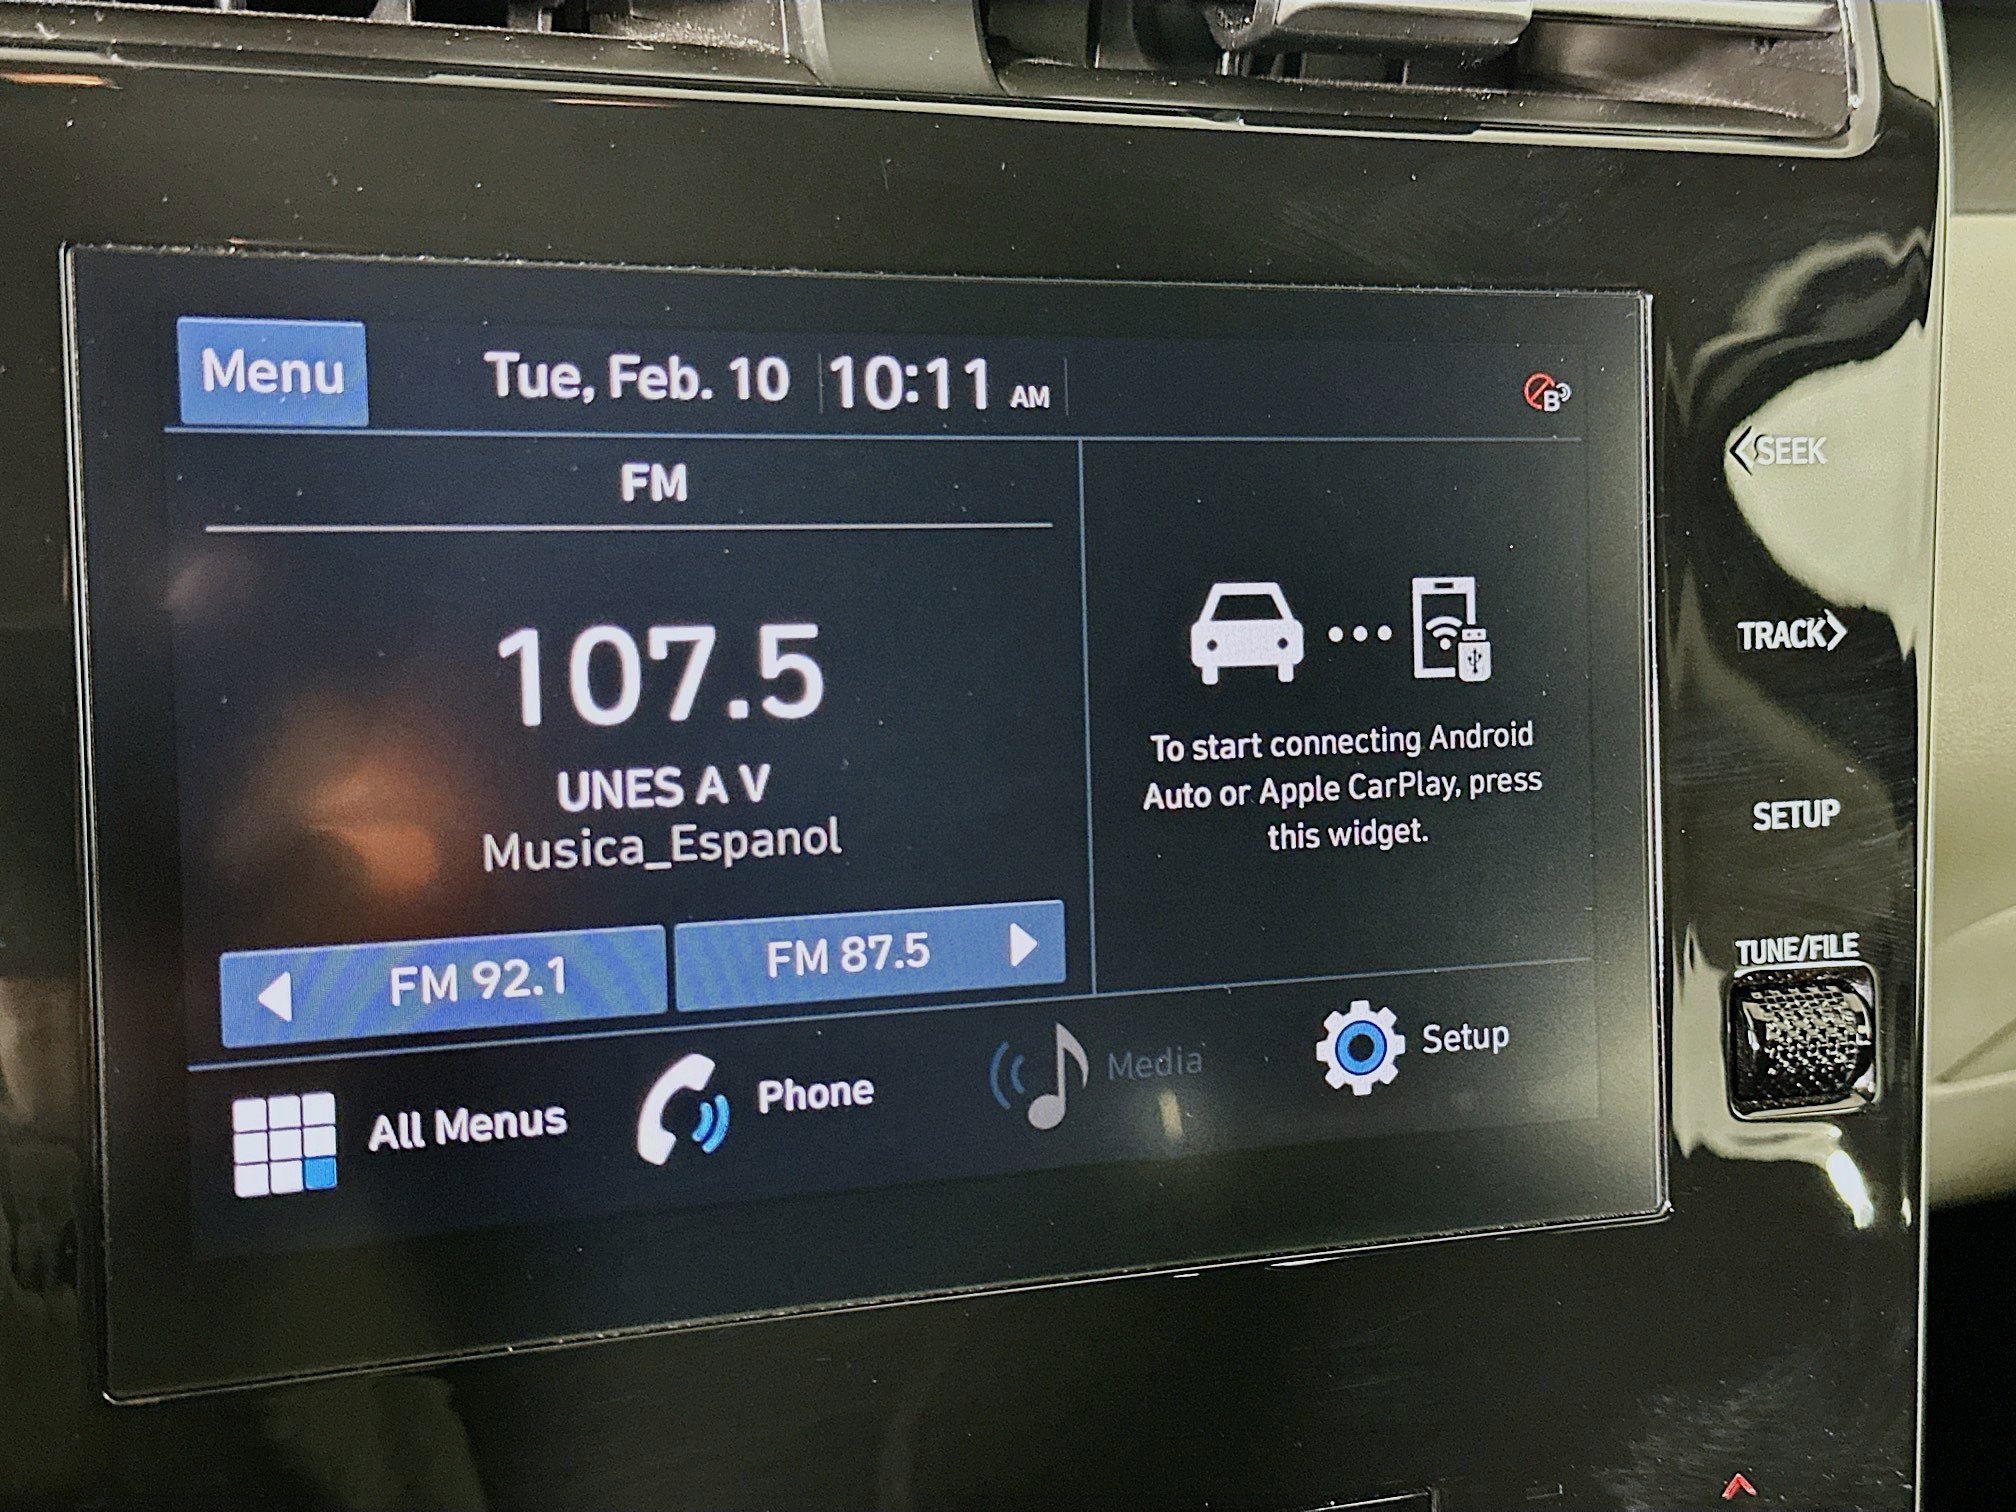 Menu
Tue, Feb. 10 10:11 AM
B
FM
107.5
UNES A V
Musica_Espanol
FM 92.1
FM 87.5
To start connecting Android
Auto or Apple CarPlay, press
this widget.
All Menus
Phone
Media
Setup
SEEK
TRACK
SETUP
TUNE/FILE